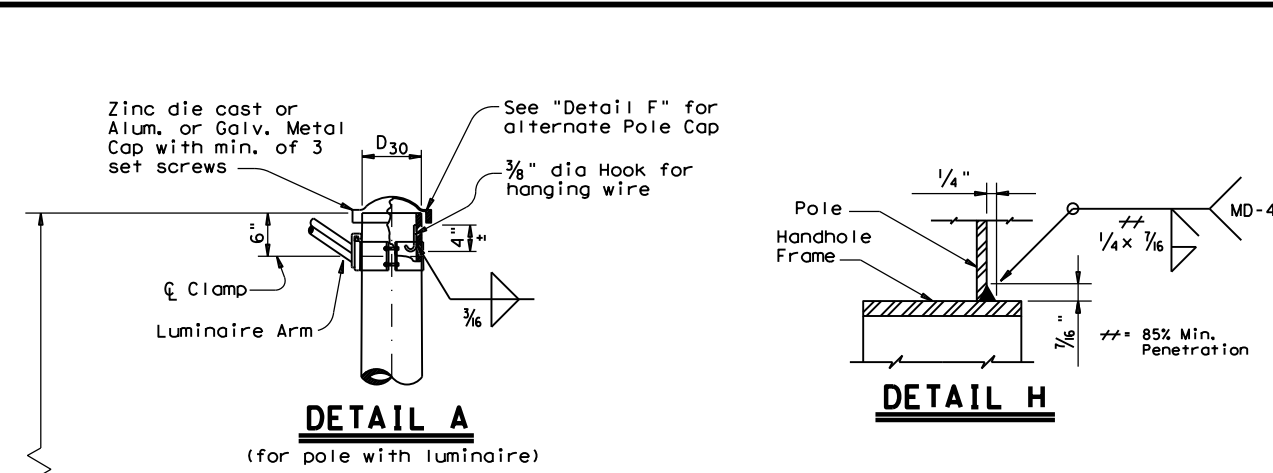 Zinc die cast or
Alum. or Galv. Metal
Cap with min. of 3
set screws
D30
See "Detail F" for
alternate Pole Cap
3/8" dia Hook for
hanging wire
6"
4"
±
℄ Clamp
Luminaire Arm
3/16
DETAIL A
(for pole with luminaire)
1/4"
Pole
Handhole
Frame
MD-4
1/4 x 7/16
7/16"
= 85% Min.
Penetration
DETAIL H